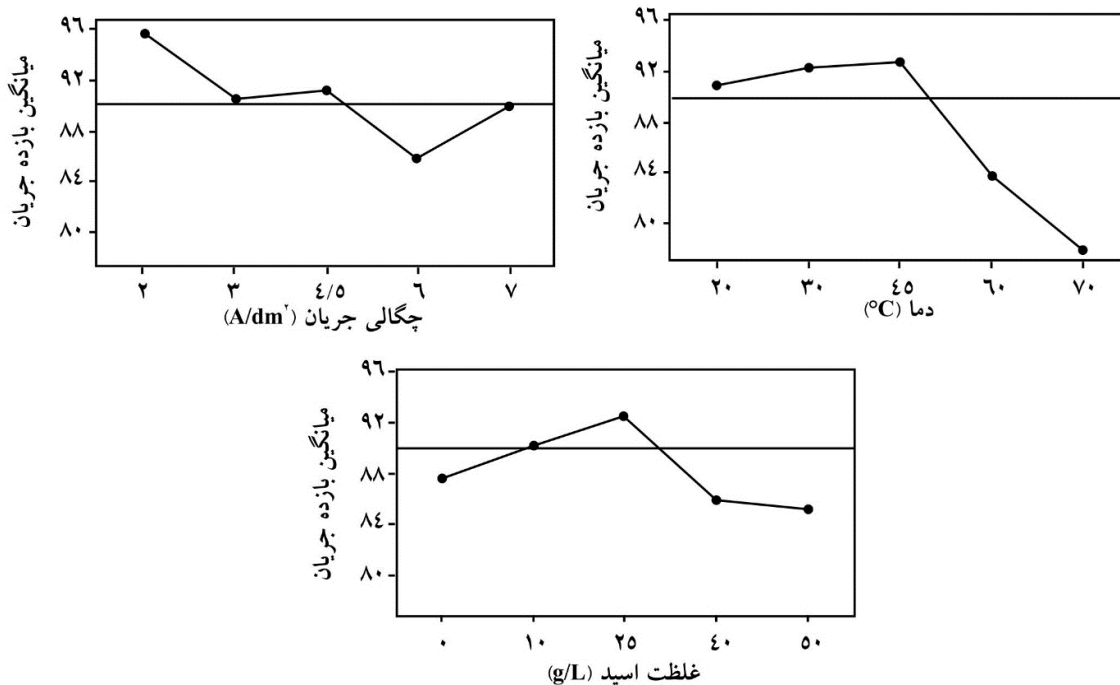 میانگین بازده جریان
۹۶
۹۲
۸۸
۸۴
۸۰
۲ ۳ ۴/۵ ۶ ۷
چگالی جریان (A/dm۲)
میانگین بازده جریان
۹۶
۹۲
۸۸
۸۴
۸۰
۲۰ ۳۰ ۴۵ ۶۰ ۷۰
دما (°C)
میانگین بازده جریان
۹۶
۹۲
۸۸
۸۴
۸۰
۰ ۱۰ ۲۵ ۴۰ ۵۰
غلظت اسید (g/L)